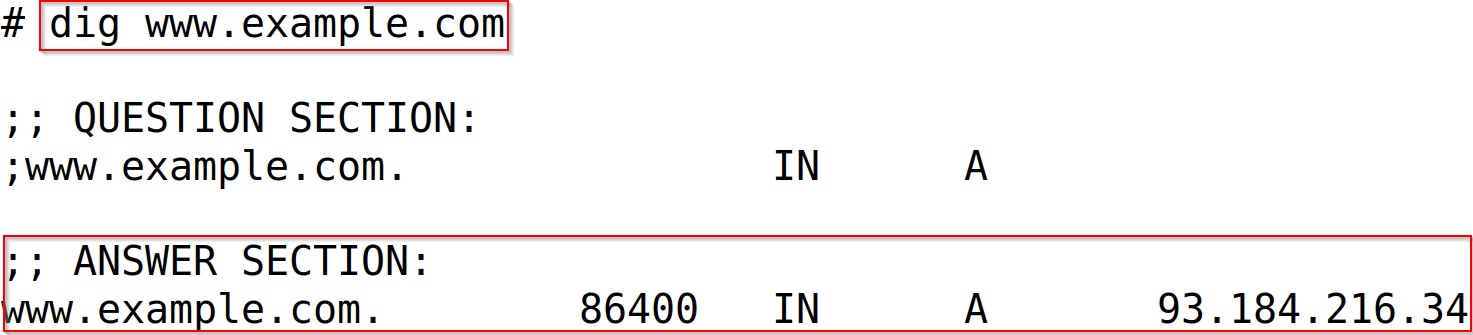 # dig www.example.com
;; QUESTION SECTION:
;www.example.com. IN A
;; ANSWER SECTION:
www.example.com. 86400 IN A 93.184.216.34